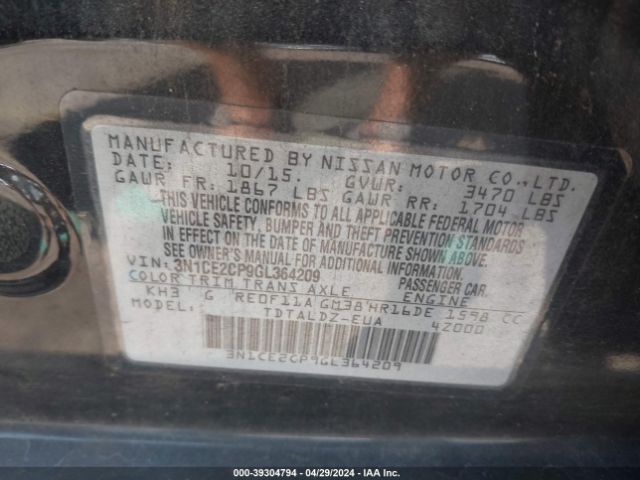 MANUFACTURED BY NISSAN MOTOR CO.,LTD.
DATE: 10/15. GVWR: 3470 LBS
GAWR FR: 1867 LBS GAWR RR: 1704 LBS
THIS VEHICLE CONFORMS TO ALL APPLICABLE FEDERAL MOTOR
VEHICLE SAFETY, BUMPER AND THEFT PREVENTION STANDARDS
IN EFFECT ON THE DATE OF MANUFACTURE SHOWN ABOVE.
SEE OWNER'S MANUAL FOR ADDITIONAL INFORMATION.
VIN: 3N1CE2CP9GL364209 PASSENGER CAR.
COLOR TRIM TRANS AXLE ENGINE
KH3 G RE0F11A GM38 HR16DE 1598 CC
MODEL: TDTALDZ-EUA 4Z000
3N1CE2CP9GL364209
000-39304794 - 04/29/2024 - IAA Inc.